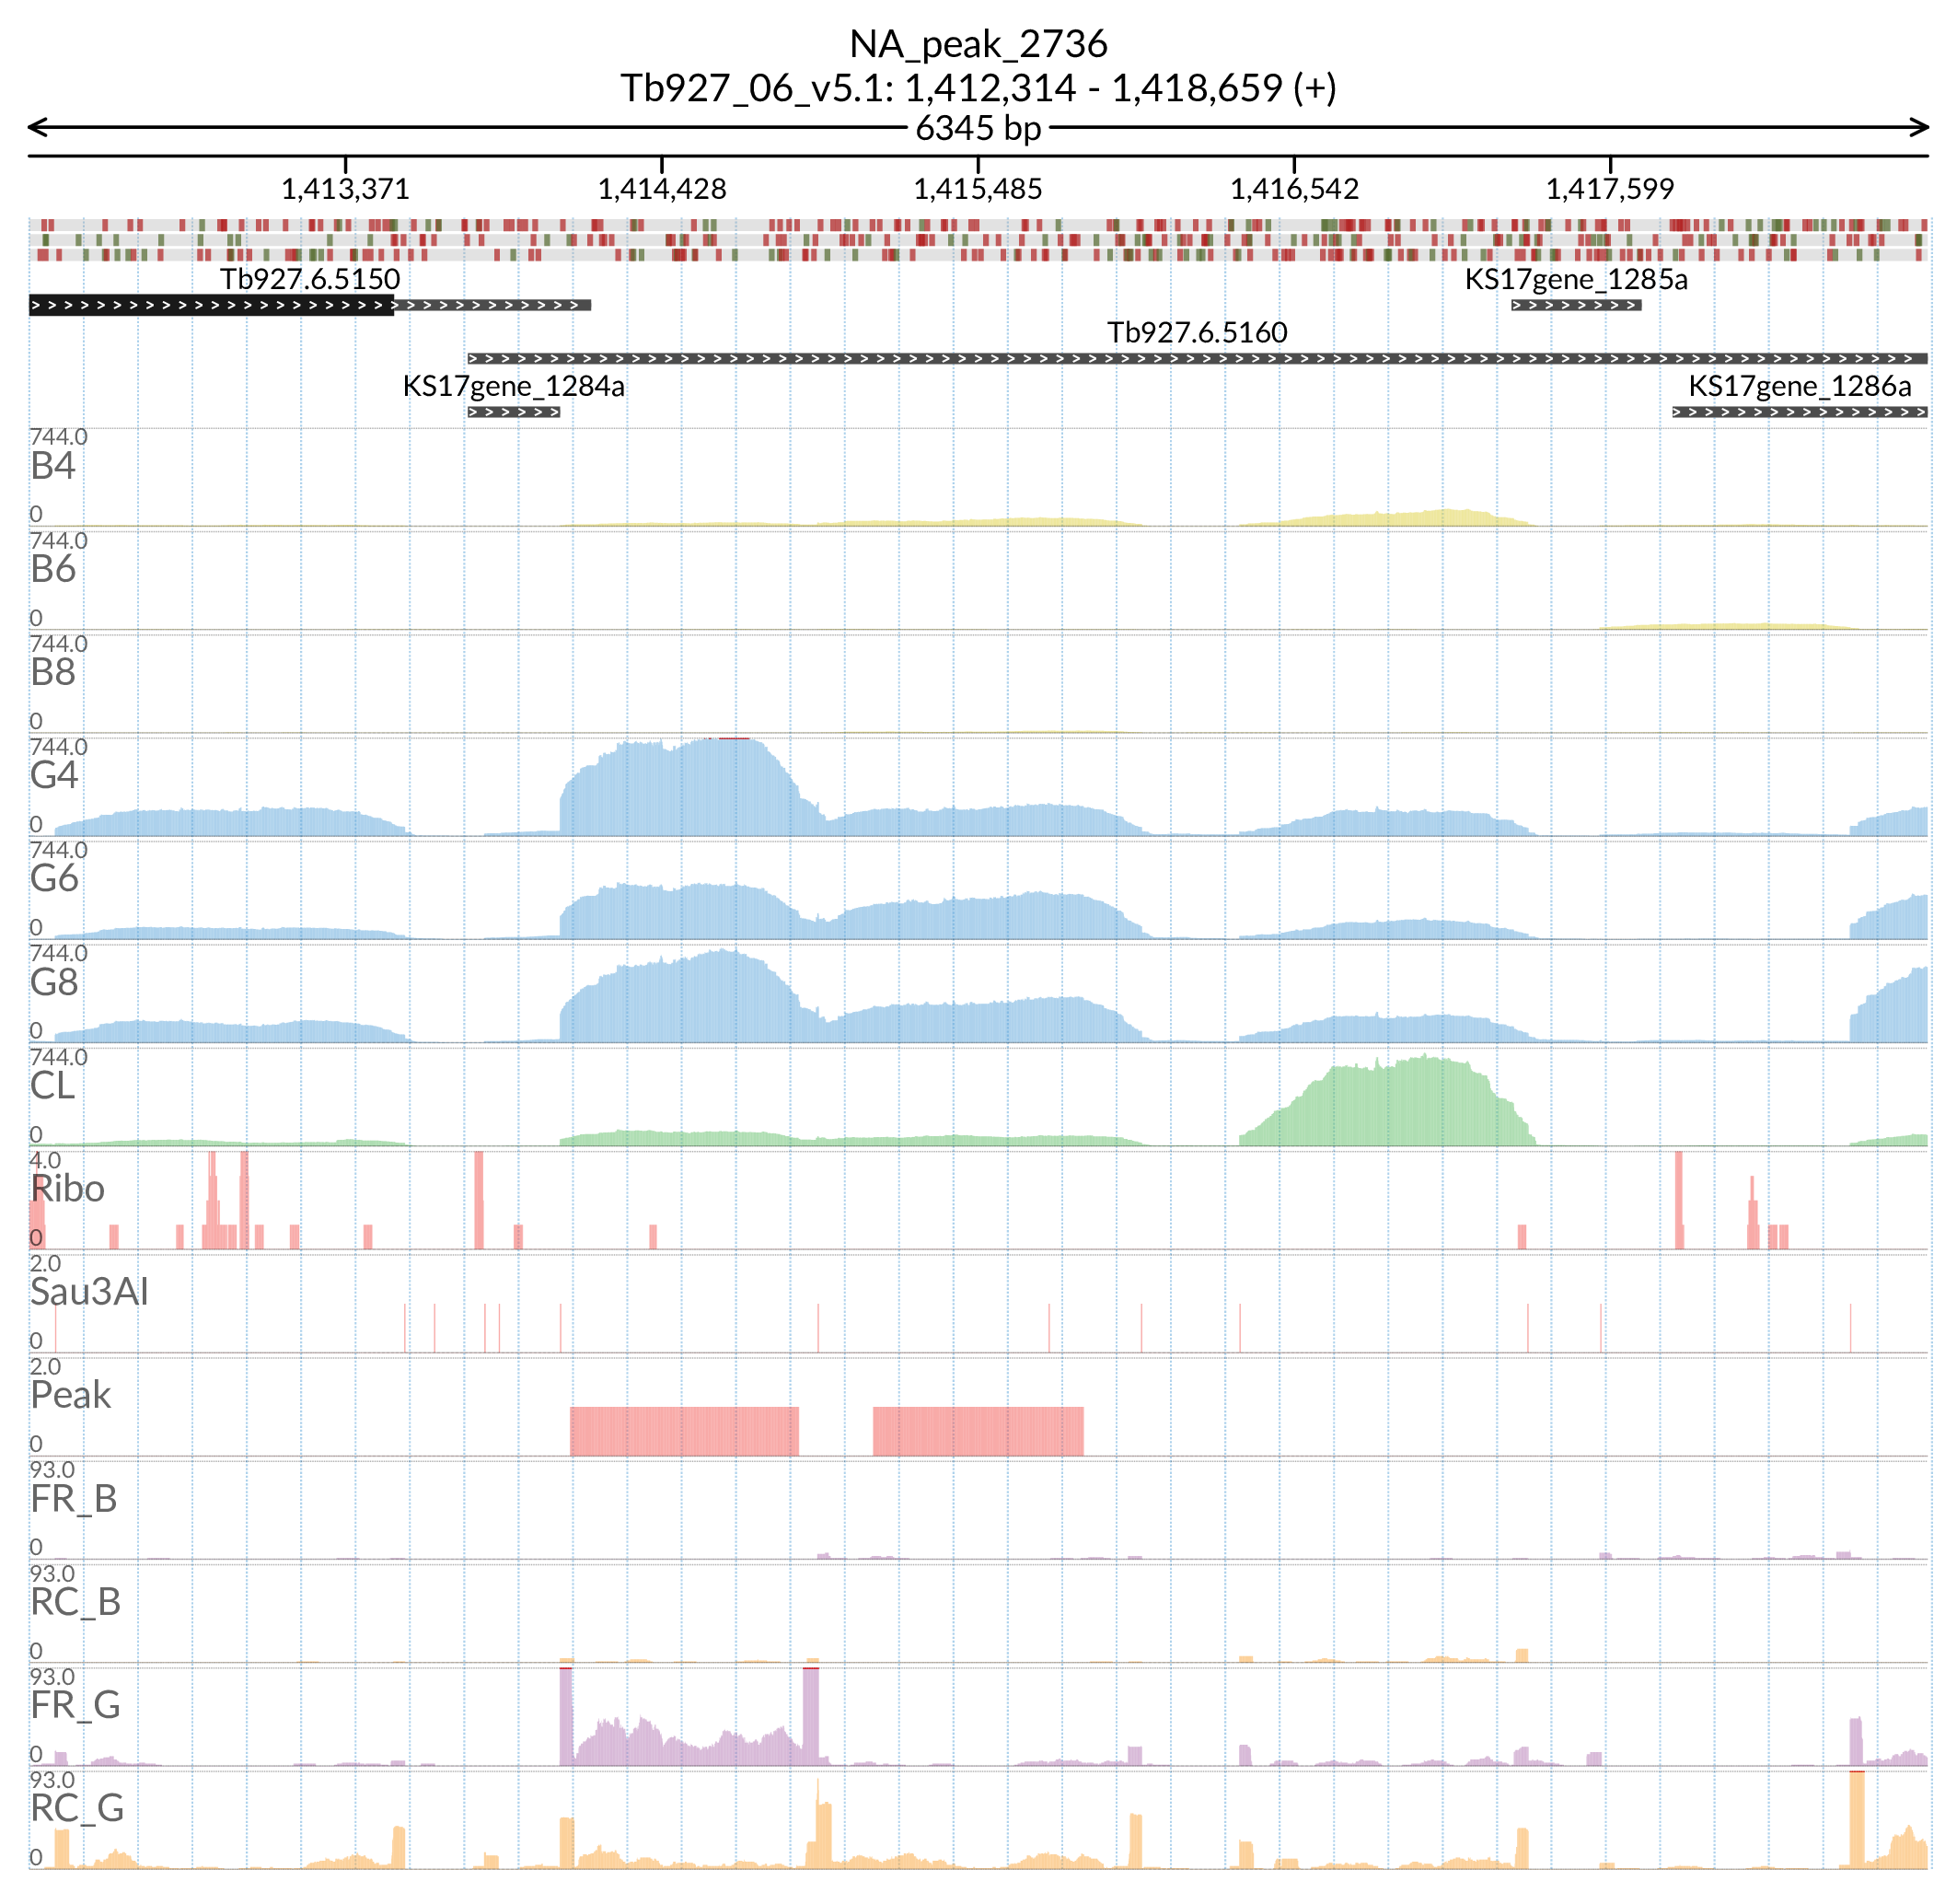 NA_peak_2736
Tb927_06_v5.1: 1,412,314 - 1,418,659 (+)
6345 bp
1,413,371 1,414,428 1,415,485 1,416,542 1,417,599
Tb927.6.5150 KS17gene_1285a
Tb927.6.5160
KS17gene_1284a KS17gene_1286a
744.0
B4
0
744.0
B6
0
744.0
B8
0
744.0
G4
0
744.0
G6
0
744.0
G8
0
744.0
CL
0
4.0
Ribo
0
2.0
Sau3AI
0
2.0
Peak
0
93.0
FR_B
0
93.0
RC_B
0
93.0
FR_G
0
93.0
RC_G
0